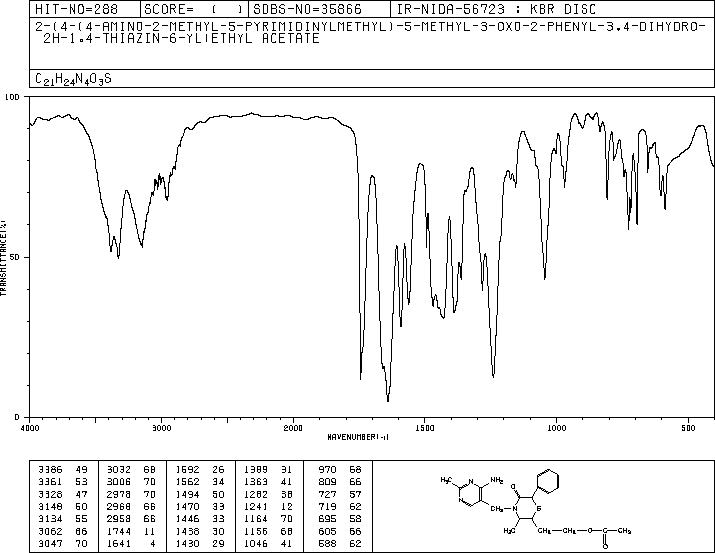 HIT-NO=288 SCORE= ( ) SDBS-NO=35866 IR-NIDA-56723 : KBR DISC
2-(4-(4-AMINO-2-METHYL-5-PYRIMIDINYLMETHYL)-5-METHYL-3-OXO-2-PHENYL-3,4-DIHYDRO-
2H-1,4-THIAZIN-6-YL)ETHYL ACETATE
C21H24N4O3S
100
50
0
TRANSMITTANCE(%)
4000 3000 2000 1500 1000 500
WAVENUMBER(-1)
3386 49 3032 68 1592 26 1389 31 970 68
3361 53 3006 70 1562 34 1363 41 809 66
3328 47 2978 70 1494 50 1282 38 727 57
3148 60 2968 66 1470 33 1241 12 719 62
3134 55 2958 66 1446 33 1164 70 695 58
3062 66 1744 11 1438 30 1156 68 605 66
3047 70 1641 4 1430 29 1046 41 588 62
CH3 N NH2
N CH2 N O S
CH3 CH2 CH2 O C CH3
O